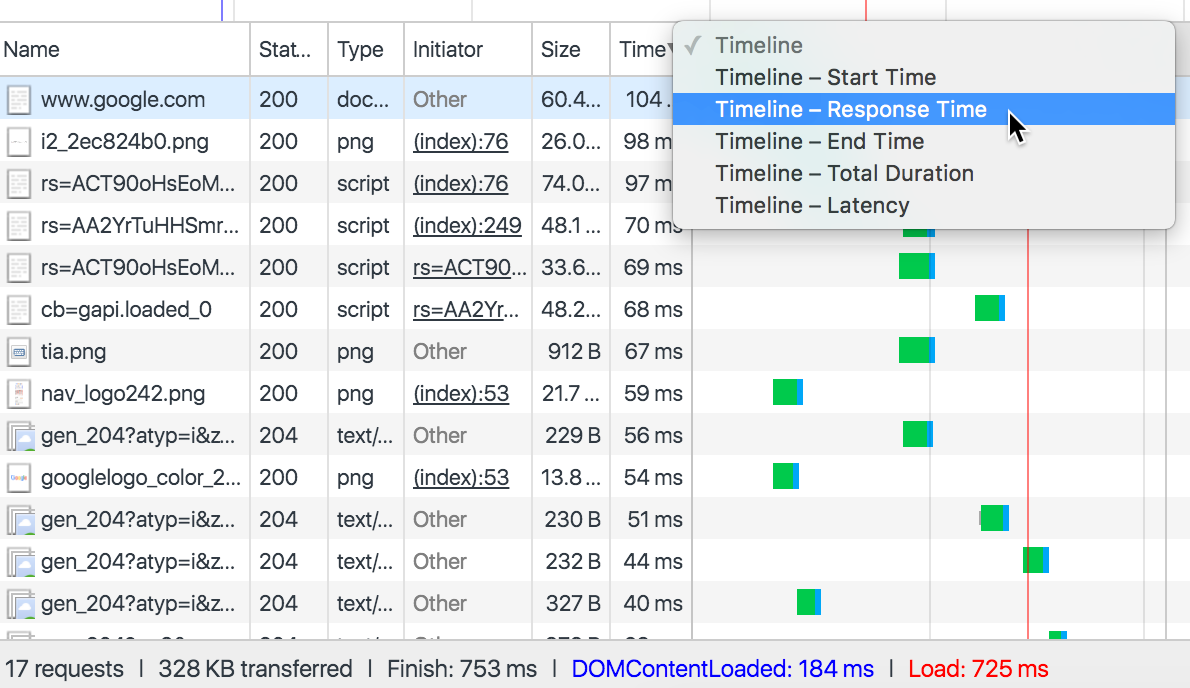 Name Stat... Type Initiator Size Time
✓ Timeline
Timeline – Start Time
Timeline – Response Time
Timeline – End Time
Timeline – Total Duration
Timeline – Latency
www.google.com 200 doc... Other 60.4... 104
i2_2ec824b0.png 200 png (index):76 26.0... 98 m
rs=ACT90oHsEoM... 200 script (index):76 74.0... 97 m
rs=AA2YrTuHHSmr... 200 script (index):249 48.1... 70 ms
rs=ACT90oHsEoM... 200 script rs=ACT90... 33.6... 69 ms
cb=gapi.loaded_0 200 script rs=AA2Yr... 48.2... 68 ms
tia.png 200 png Other 912 B 67 ms
nav_logo242.png 200 png (index):53 21.7... 59 ms
gen_204?atyp=i&z... 204 text/... Other 229 B 56 ms
googlelogo_color_2... 200 png (index):53 13.8... 54 ms
gen_204?atyp=i&z... 204 text/... Other 230 B 51 ms
gen_204?atyp=i&z... 204 text/... Other 232 B 44 ms
gen_204?atyp=i&z... 204 text/... Other 327 B 40 ms
17 requests | 328 KB transferred | Finish: 753 ms | DOMContentLoaded: 184 ms | Load: 725 ms